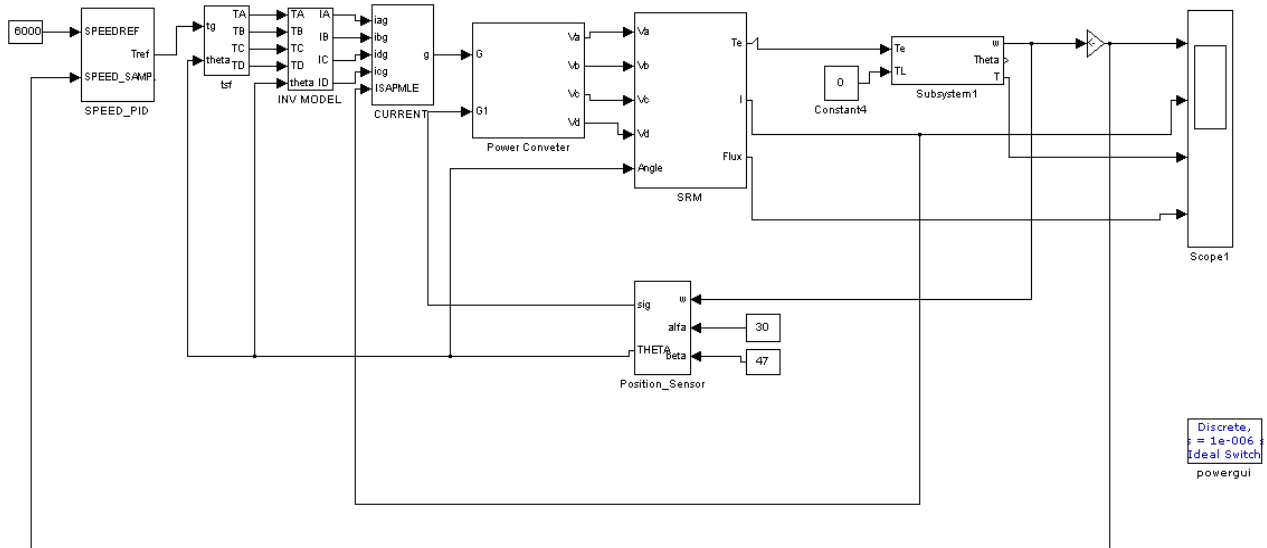 6000
SPEEDREF
Tref
SPEED_SAMP.
SPEED_PID
tg
theta
TA
TB
TC
TD
tsf
TA
TB
TC
TD
theta
IA
IB
IC
ID
INV MODEL
iag
ibg
idg
icg
ISAPMLE
g
CURRENT
G
G1
Va
Vb
Vc
Vd
Power Conveter
Va
Vb
Vc
Vd
Angle
Te
I
Flux
SRM
0
Constant4
Te
TL
w
Theta
T
Subsystem1
Scope1
sig
THETA
w
alfa
beta
Position_Sensor
30
47
Discrete,
= 1e-006
Ideal Switch
powergui